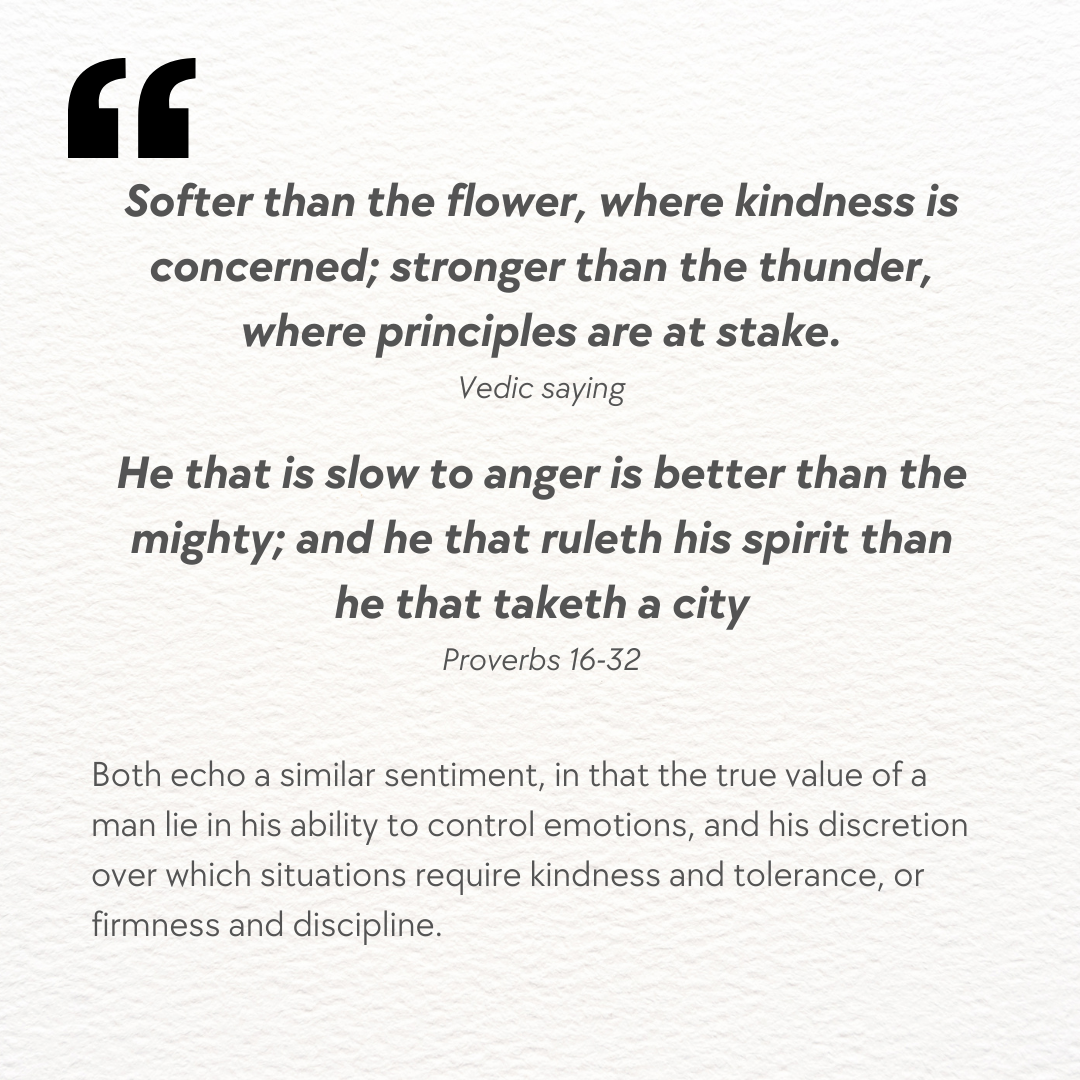 “
Softer than the flower, where kindness is
concerned; stronger than the thunder,
where principles are at stake.
Vedic saying
He that is slow to anger is better than the
mighty; and he that ruleth his spirit than
he that taketh a city
Proverbs 16-32
Both echo a similar sentiment, in that the true value of a
man lie in his ability to control emotions, and his discretion
over which situations require kindness and tolerance, or
firmness and discipline.